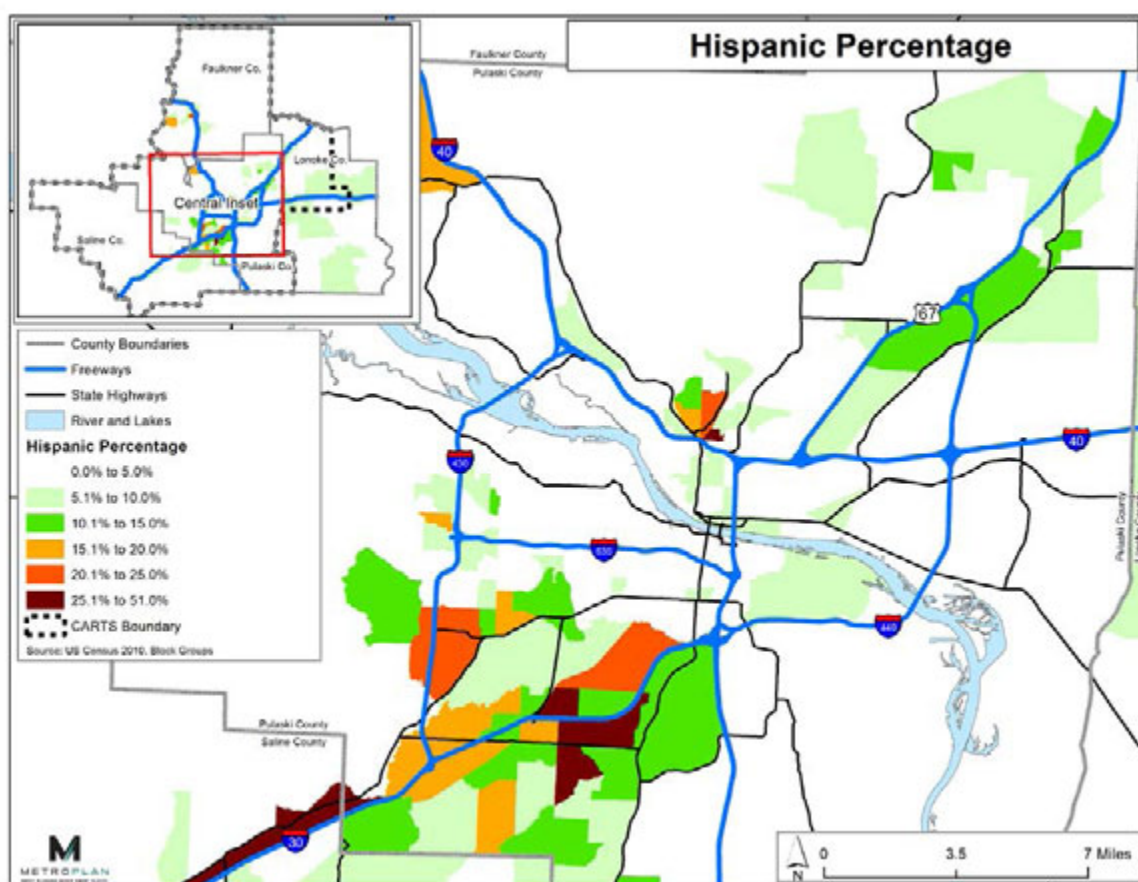 Hispanic Percentage
Faulkner County
Pulaski County
Faulkner Co.
Lonoke Co.
Central Inset
Saline Co.
Pulaski Co.
40
67
40
430
630
440
30
County Boundaries
Freeways
State Highways
River and Lakes
Hispanic Percentage
0.0% to 5.0%
5.1% to 10.0%
10.1% to 15.0%
15.1% to 20.0%
20.1% to 25.0%
25.1% to 51.0%
CARTS Boundary
Source: US Census 2010, Block Groups
Pulaski County
Saline County
Pulaski County
M
METROPLAN
N
0 3.5 7 Miles